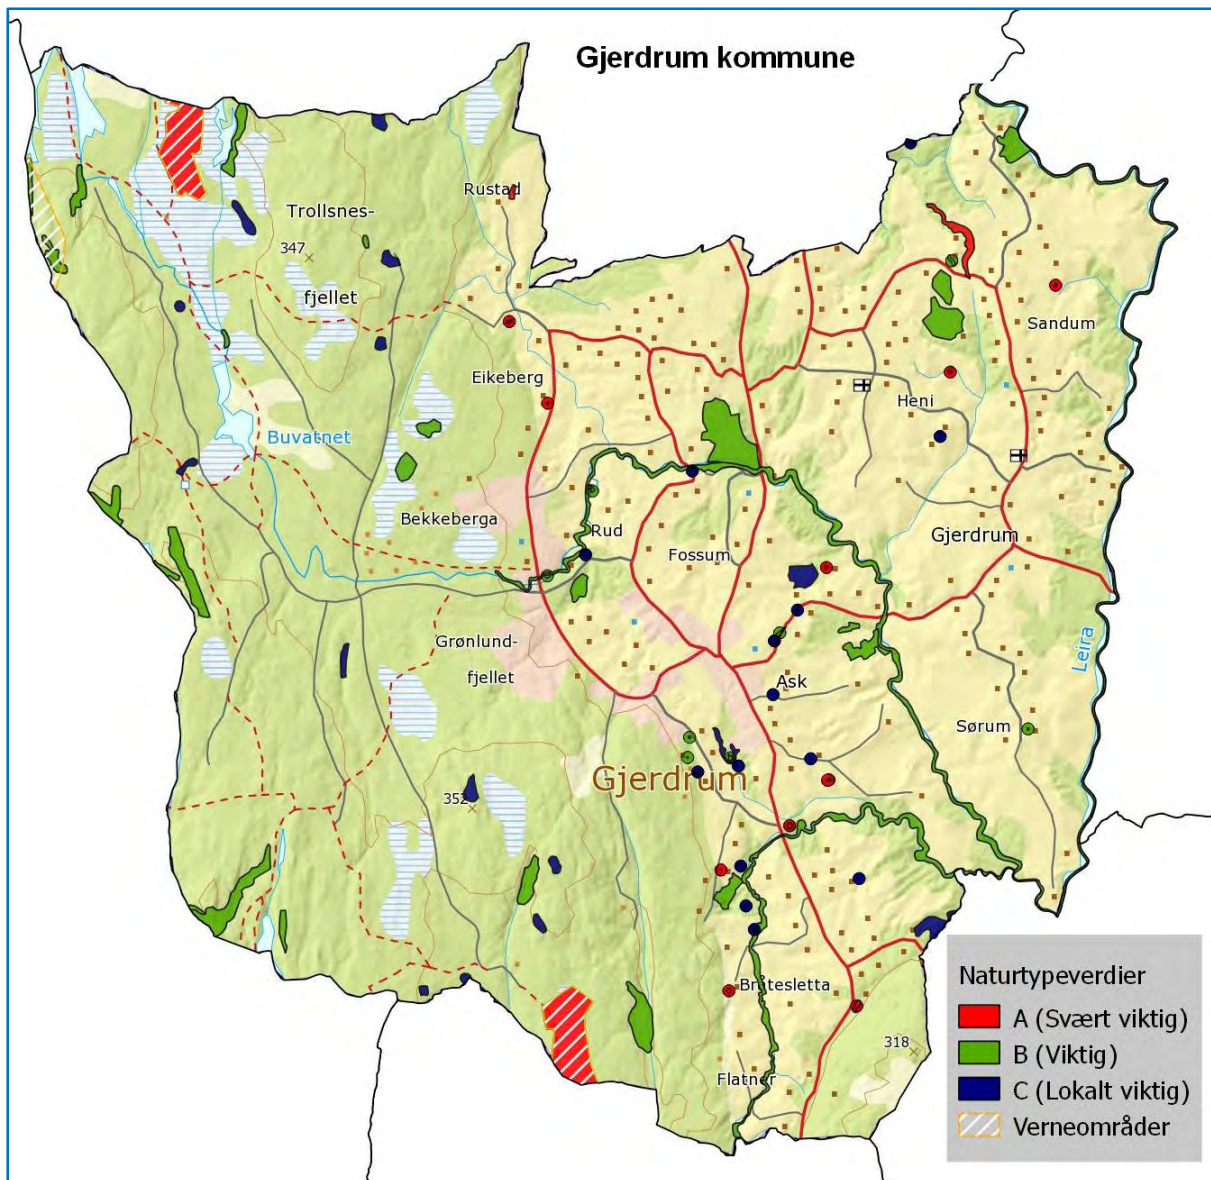 Gjerdrum kommune
Rustad
Trollsnes-
347
fjellet
Sandum
Eikeberg
Heni
Buvatnet
Bekkeberga
Rud
Fossum
Gjerdrum
Grønlund-
fjellet
Leira
Ask
Sørum
Gjerdrum
352
Bråtesletta
318
Flatner
Naturtypeverdier
A (Svært viktig)
B (Viktig)
C (Lokalt viktig)
Verneområder